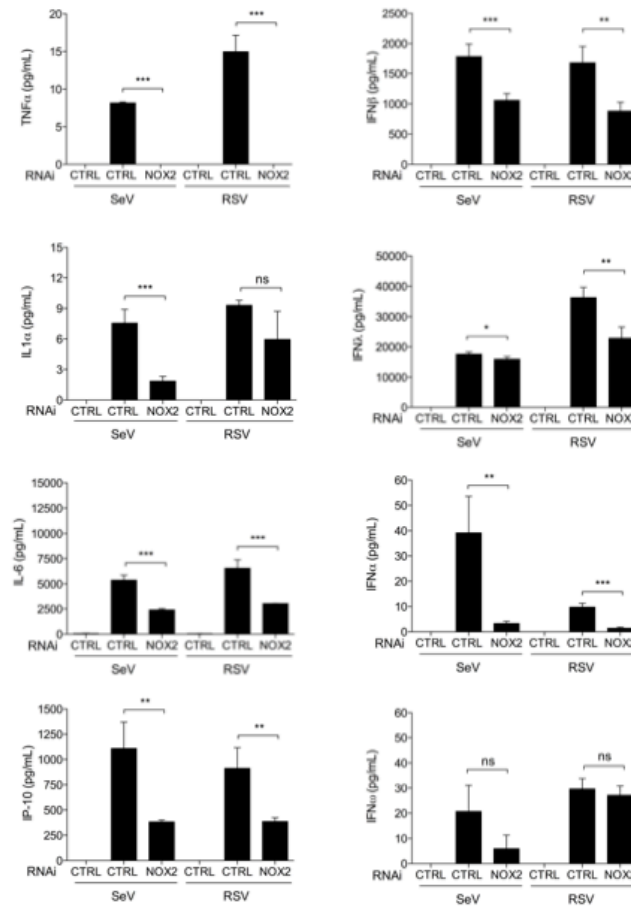 ***
***
20
15
10
5
0
TNFα (pg/mL)
RNAi CTRL CTRL NOX2 CTRL CTRL NOX2
SeV RSV
***
**
2000
1500
1000
500
0
IFNβ (pg/mL)
RNAi CTRL CTRL NOX2 CTRL CTRL NOX2
SeV RSV
***
ns
15
12
9
6
3
0
IL1α (pg/mL)
RNAi CTRL CTRL NOX2 CTRL CTRL NOX2
SeV RSV
*
**
50000
40000
30000
20000
10000
0
IFNλ (pg/mL)
RNAi CTRL CTRL NOX2 CTRL CTRL NOX2
SeV RSV
***
***
15000
12500
10000
7500
5000
2500
0
IL-6 (pg/mL)
RNAi CTRL CTRL NOX2 CTRL CTRL NOX2
SeV RSV
**
***
60
50
40
30
20
10
0
IFNα (pg/mL)
RNAi CTRL CTRL NOX2 CTRL CTRL NOX2
SeV RSV
**
**
1500
1250
1000
750
500
250
0
IP-10 (pg/mL)
RNAi CTRL CTRL NOX2 CTRL CTRL NOX2
SeV RSV
ns
ns
60
50
40
30
20
10
0
IFNω (pg/mL)
RNAi CTRL CTRL NOX2 CTRL CTRL NOX2
SeV RSV